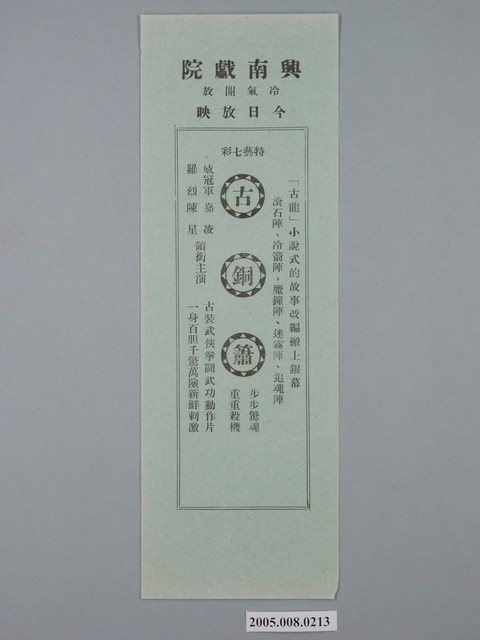 興南戲院
冷氣開放
今日放映
特藝七彩
「古龍」小說式的故事改編搬上銀幕
滾石陣、冷箭陣、魔鐘陣、迷霧陣、追魂陣
古銅簫
步步驚魂
重重殺機
威冠軍 嘉凌
羅烈 陳星 領銜主演
古裝武俠拳鬪武功動作片
一身百胆千驚萬險新鮮刺激
2005.008.0213